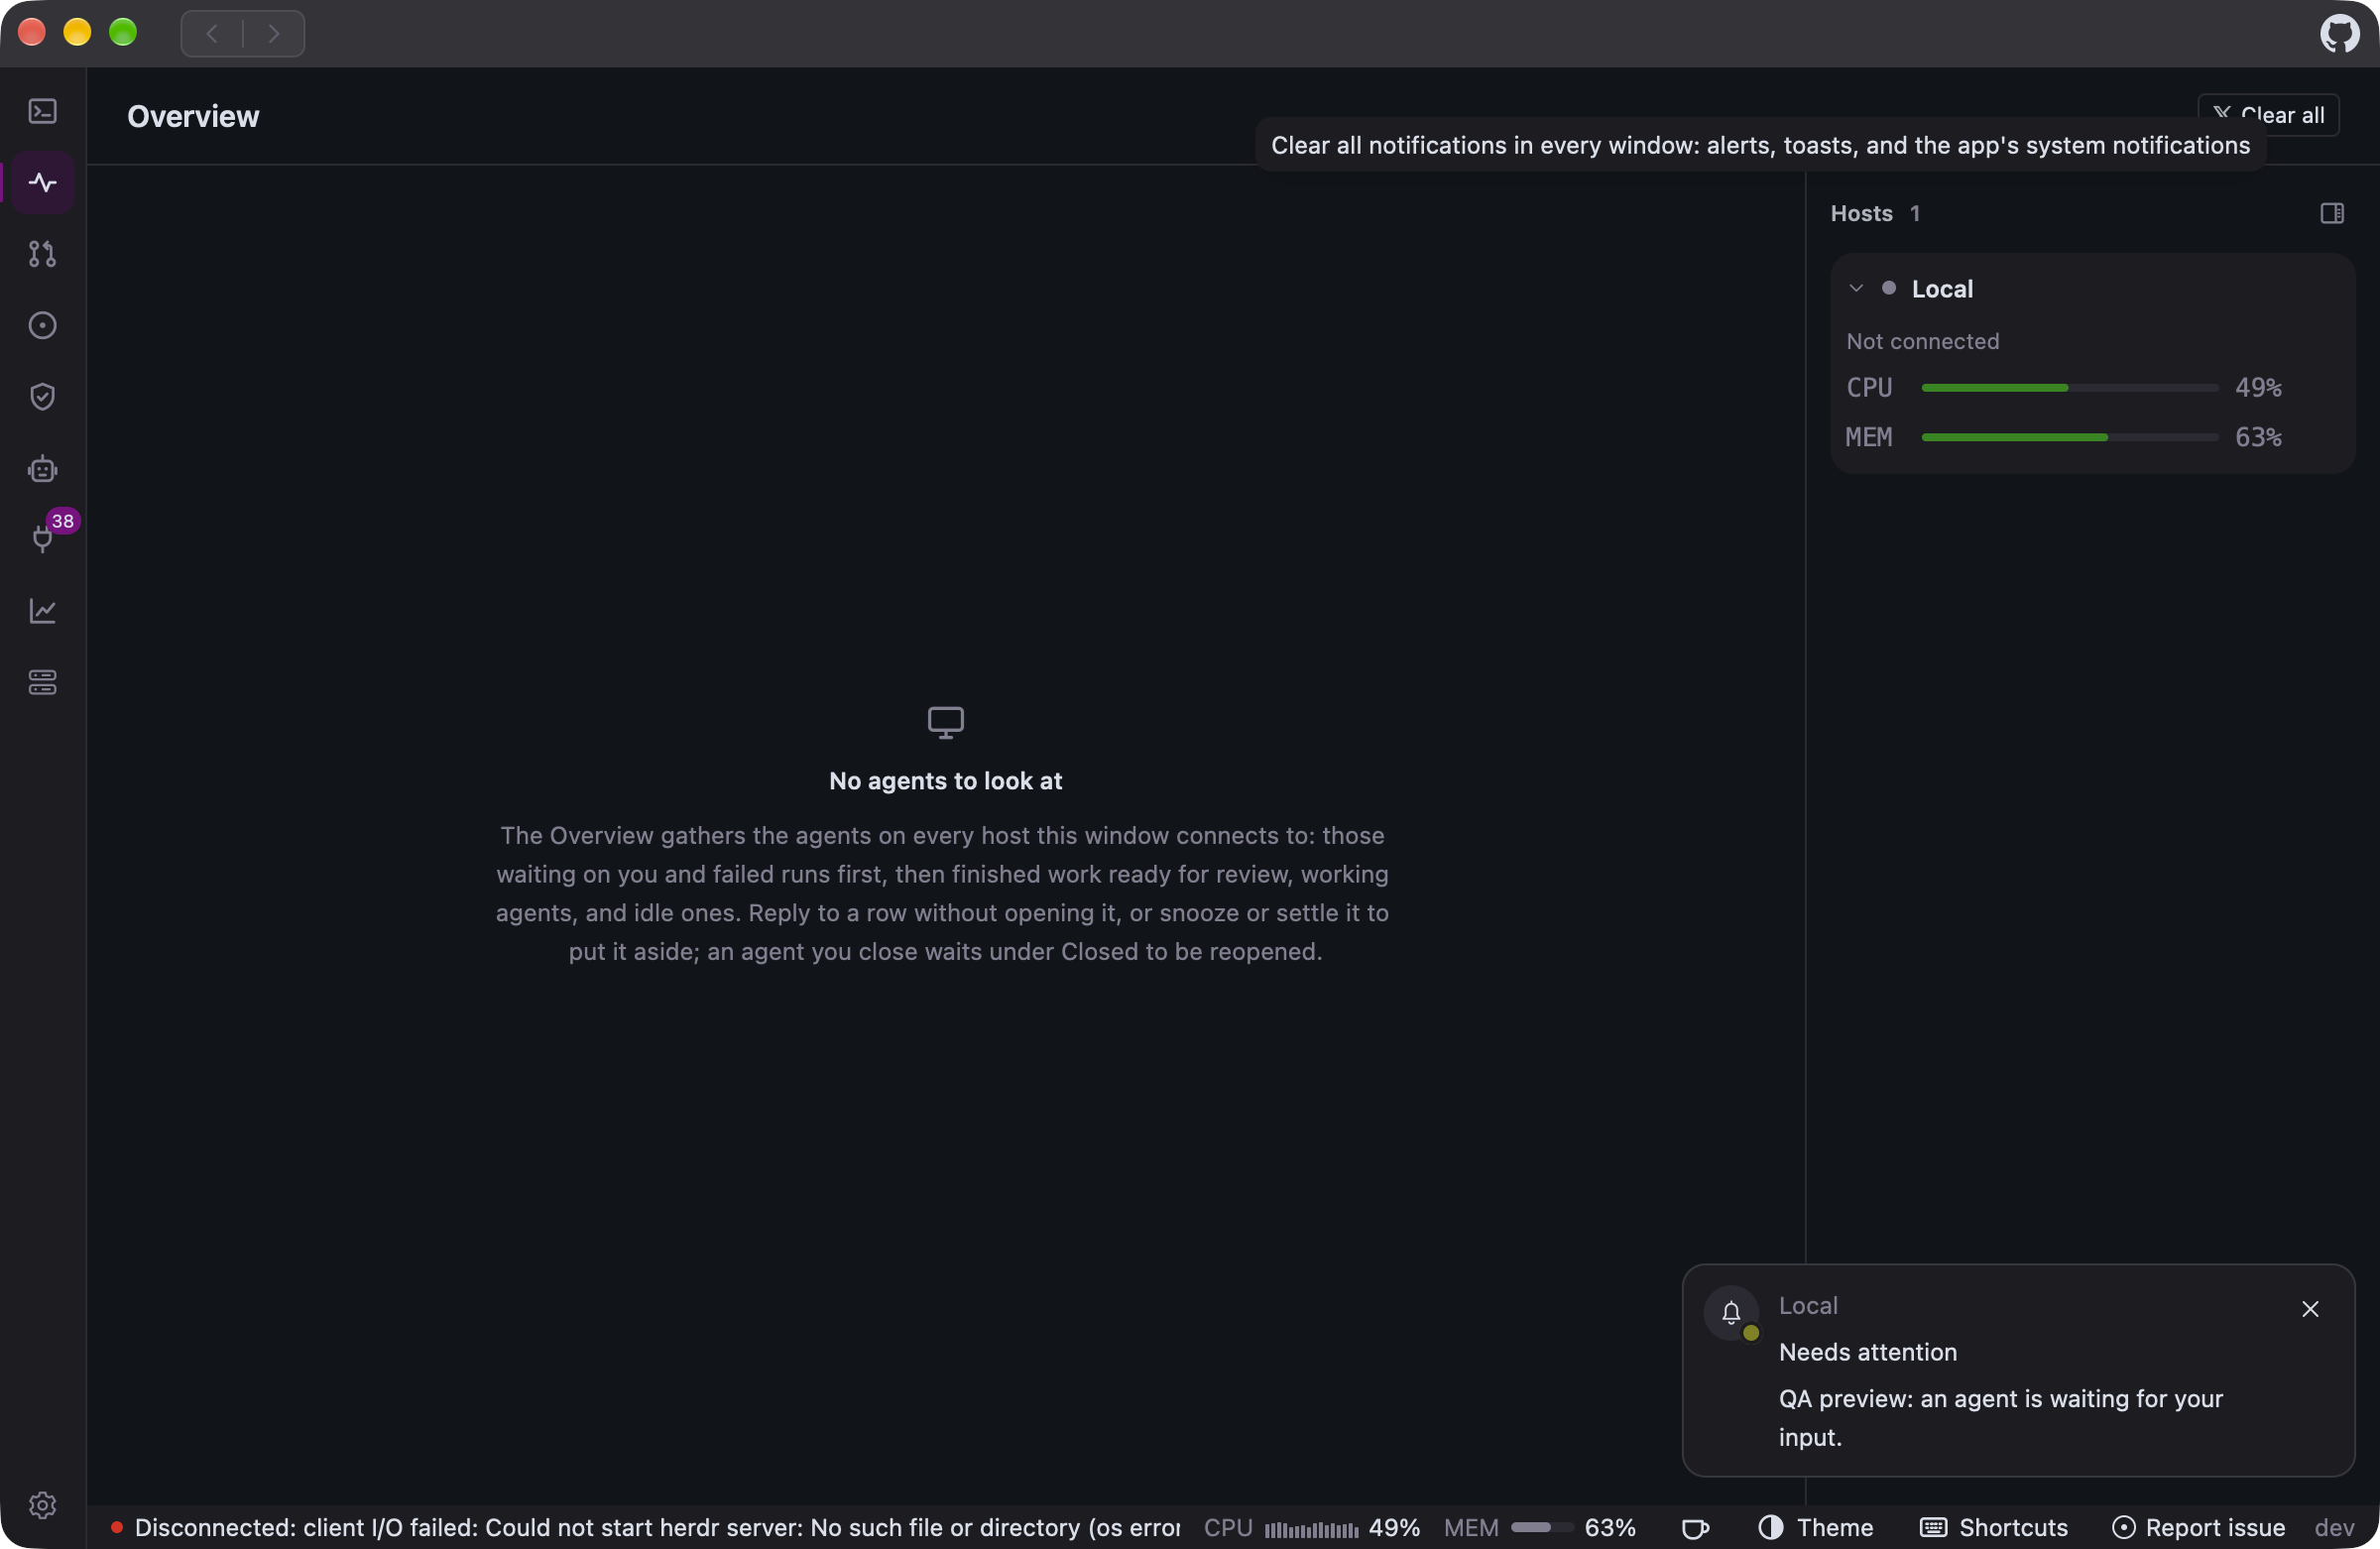 Overview
Clear all
Clear all notifications in every window: alerts, toasts, and the app's system notifications
Hosts 1
Local
Not connected
CPU 49%
MEM 63%
38
No agents to look at
The Overview gathers the agents on every host this window connects to: those
waiting on you and failed runs first, then finished work ready for review, working
agents, and idle ones. Reply to a row without opening it, or snooze or settle it to
put it aside; an agent you close waits under Closed to be reopened.
Local
Needs attention
QA preview: an agent is waiting for your
input.
Disconnected: client I/O failed: Could not start herdr server: No such file or directory (os error CPU 49% MEM 63% Theme Shortcuts Report issue dev